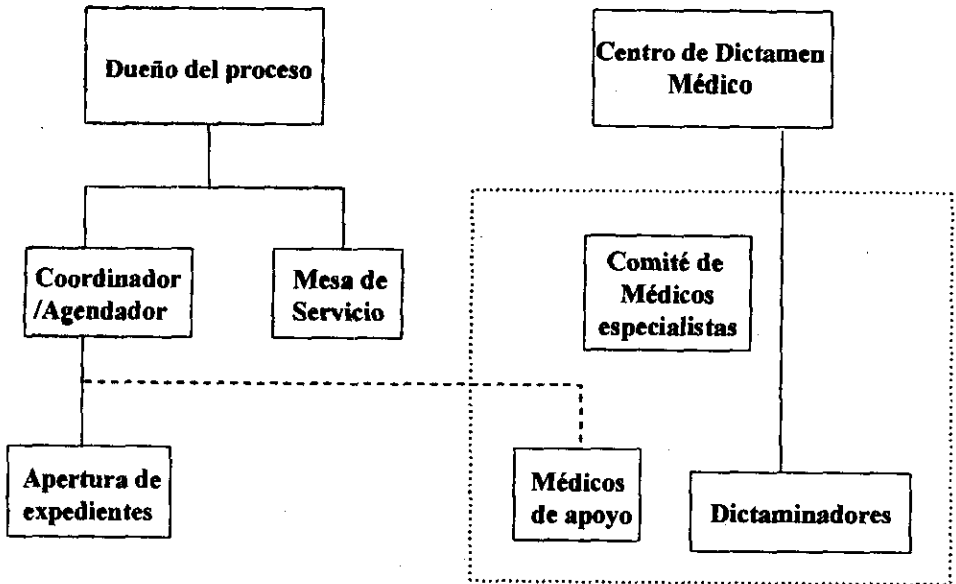 Dueño del proceso
Centro de Dictamen
Médico
Coordinador
/Agendador
Mesa de
Servicio
Comité de
Médicos
especialistas
Apertura de
expedientes
Médicos
de apoyo
Dictaminadores